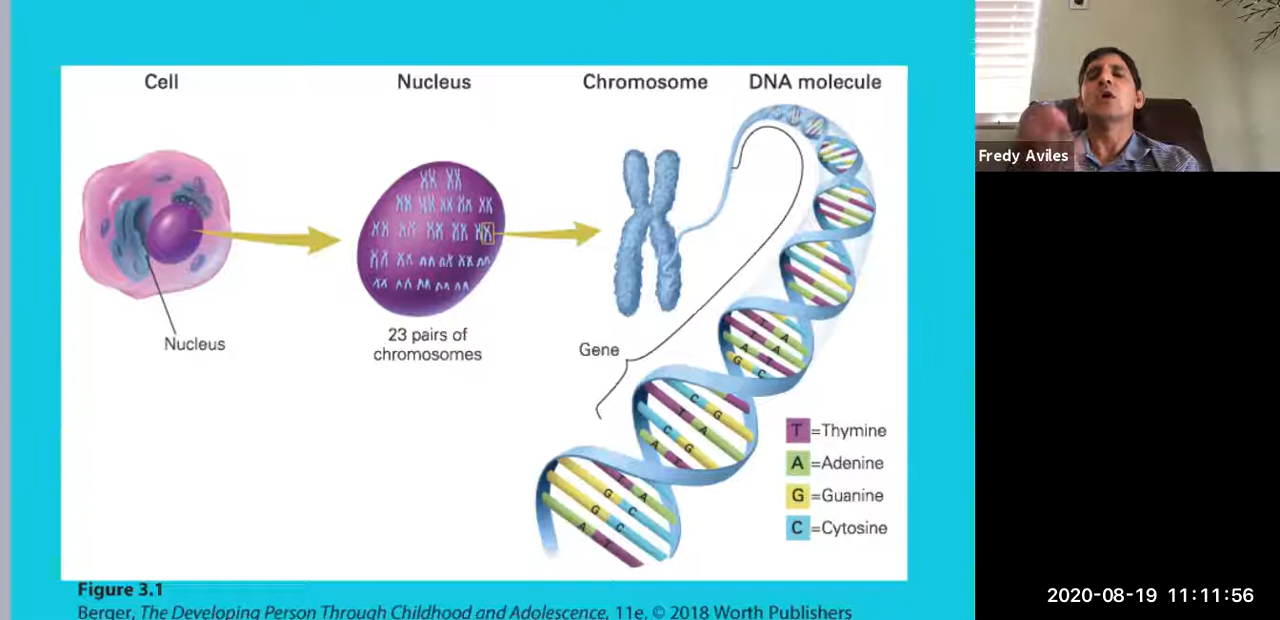 Cell
Nucleus
Chromosome
DNA molecule
Nucleus
23 pairs of
chromosomes
Gene
T
A
T
A
A
T
G
C
C
G
T
A
C
G
A
T
T
A
G
C
G
C
A
T
T =Thymine
A =Adenine
G =Guanine
C =Cytosine
Figure 3.1
Berger, The Developing Person Through Childhood and Adolescence, 11e, © 2018 Worth Publishers
Fredy Aviles
2020-08-19 11:11:56